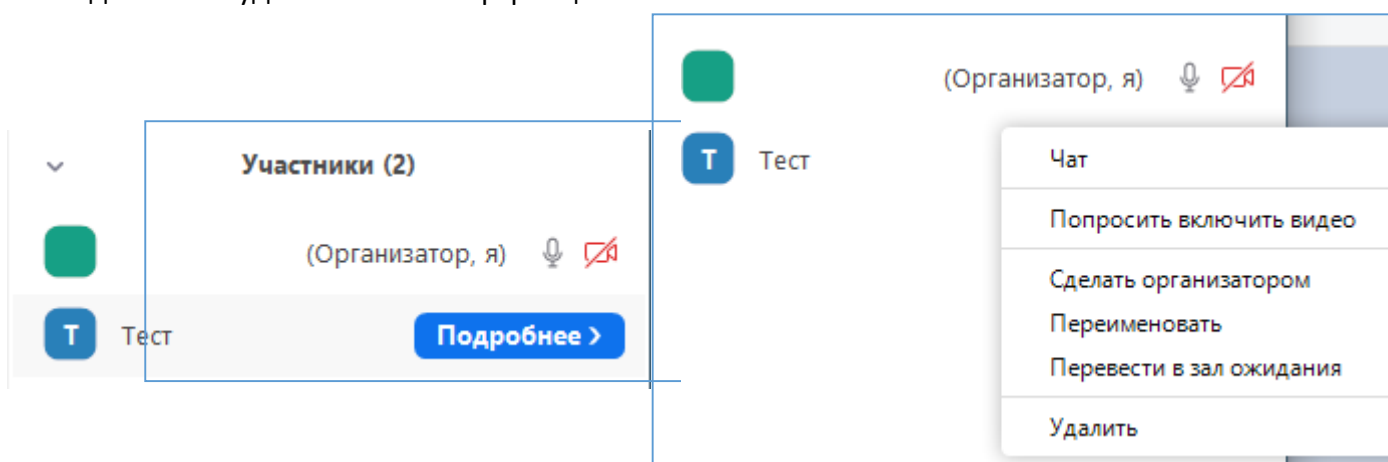 Участники (2)
(Организатор, я)
Т Тест Подробнее >
(Организатор, я)
Т Тест
Чат
Попросить включить видео
Сделать организатором
Переименовать
Перевести в зал ожидания
Удалить